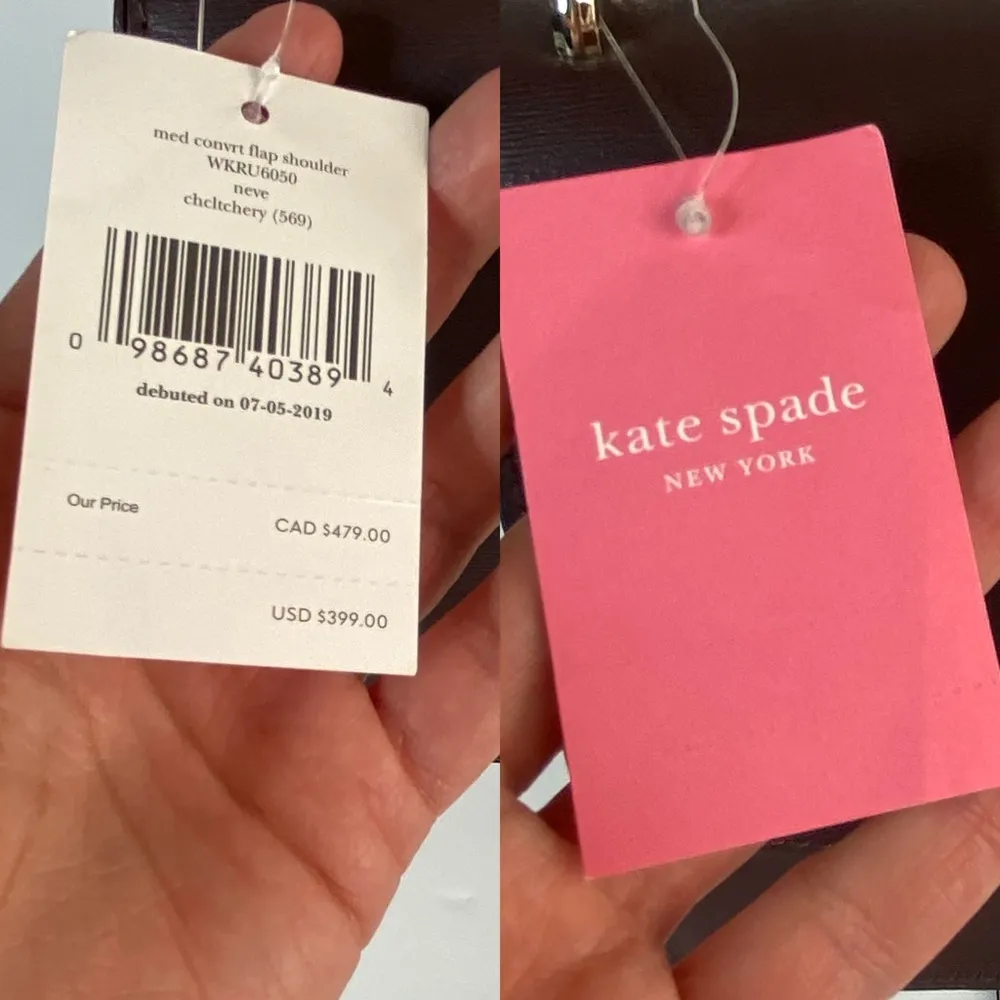 med convrt flap shoulder
WKRU6050
neve
chcltchery (569)
0 98687 40389 4
debuted on 07-05-2019
Our Price
CAD $479.00
USD $399.00
kate spade
NEW YORK